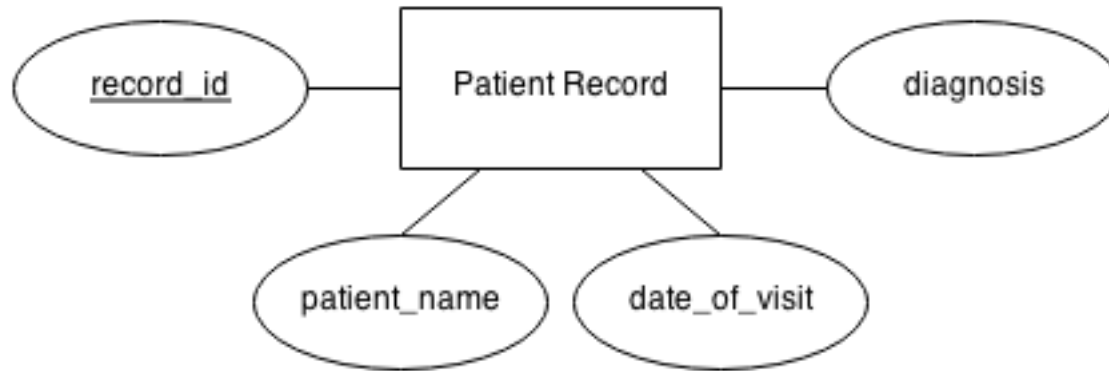 record_id
Patient Record
diagnosis
patient_name
date_of_visit